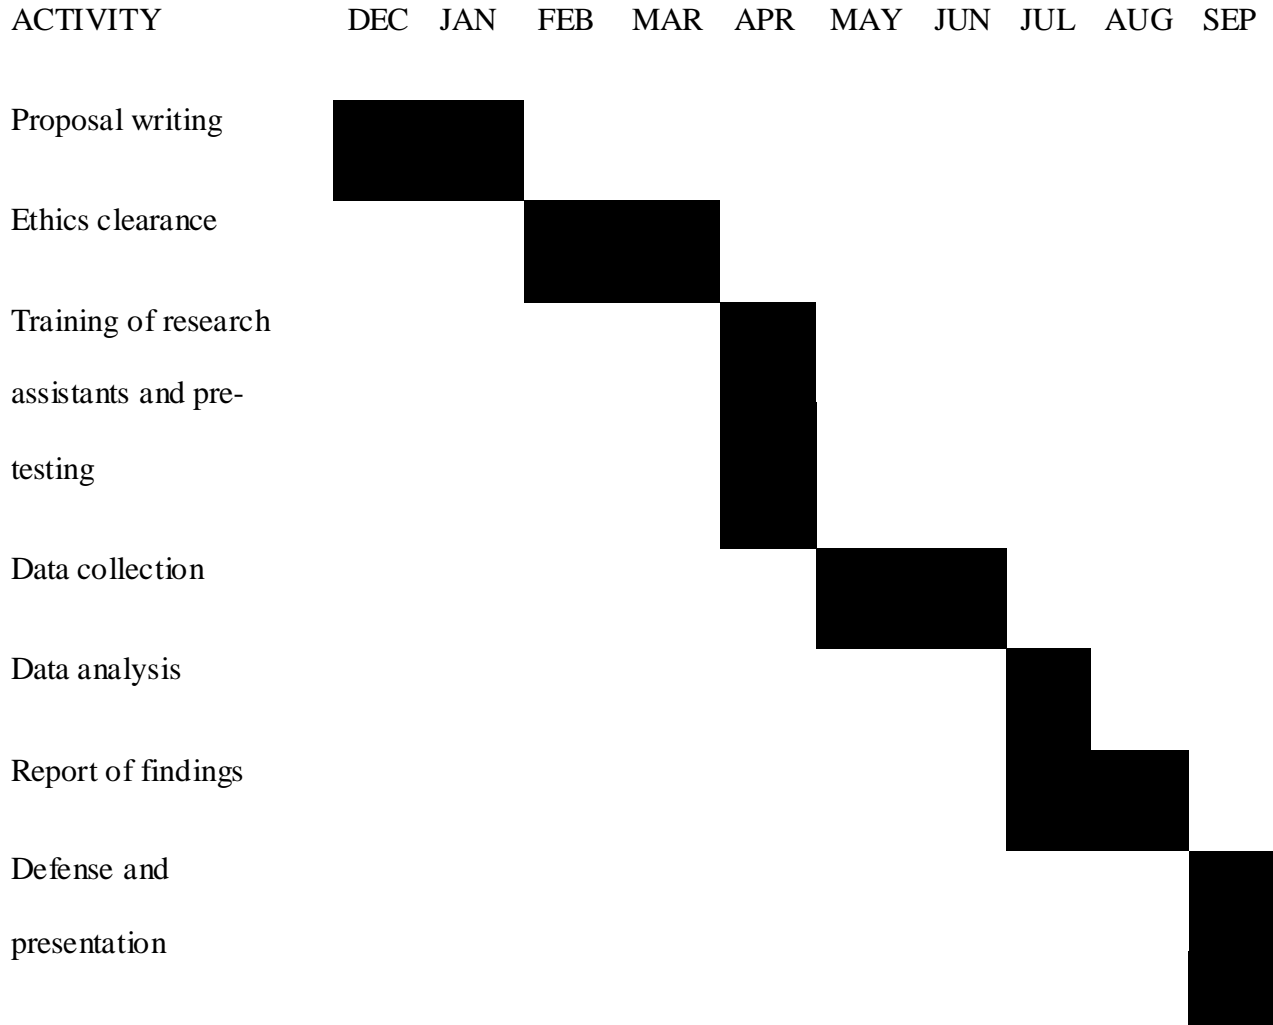 ACTIVITY DEC JAN FEB MAR APR MAY JUN JUL AUG SEP
Proposal writing
Ethics clearance
Training of research
assistants and pre-
testing
Data collection
Data analysis
Report of findings
Defense and
presentation